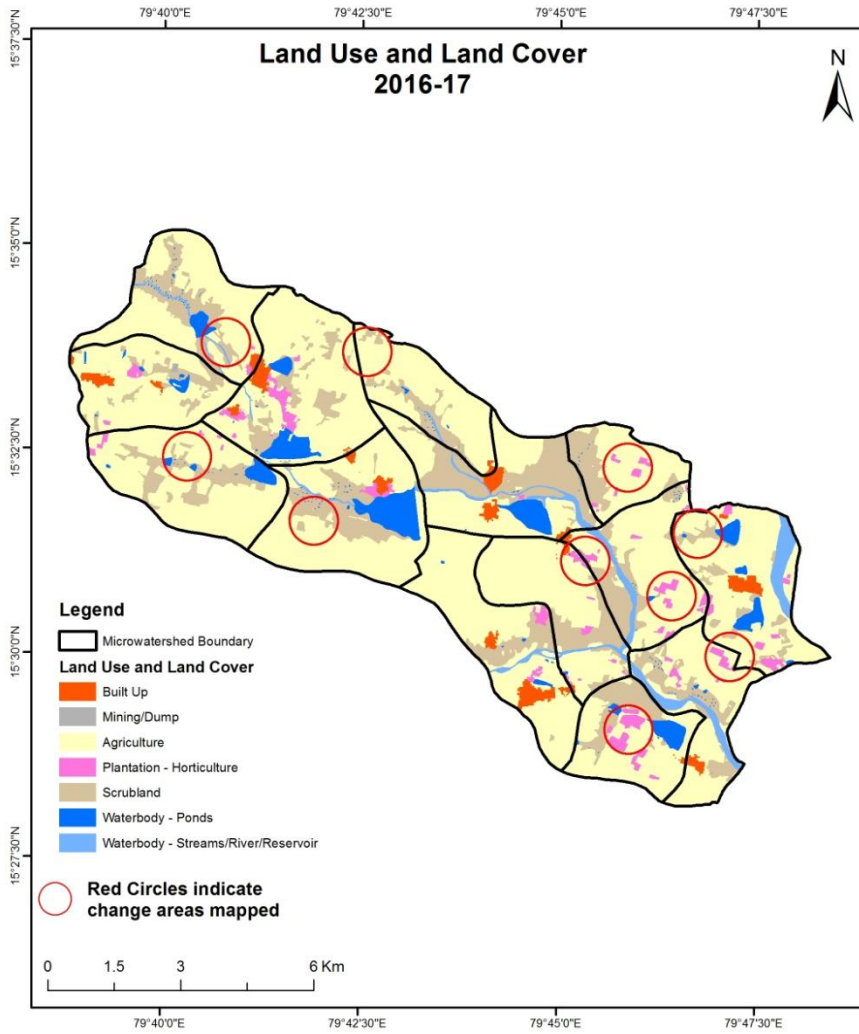 79°40'0"E
79°42'30"E
79°45'0"E
79°47'30"E
15°37'30"N
Land Use and Land Cover
2016-17
N
15°35'0"N
15°32'30"N
15°30'0"N
15°27'30"N
Legend
Microwatershed Boundary
Land Use and Land Cover
Built Up
Mining/Dump
Agriculture
Plantation - Horticulture
Scrubland
Waterbody - Ponds
Waterbody - Streams/River/Reservoir
Red Circles indicate
change areas mapped
0 1.5 3 6 Km
79°40'0"E
79°42'30"E
79°45'0"E
79°47'30"E